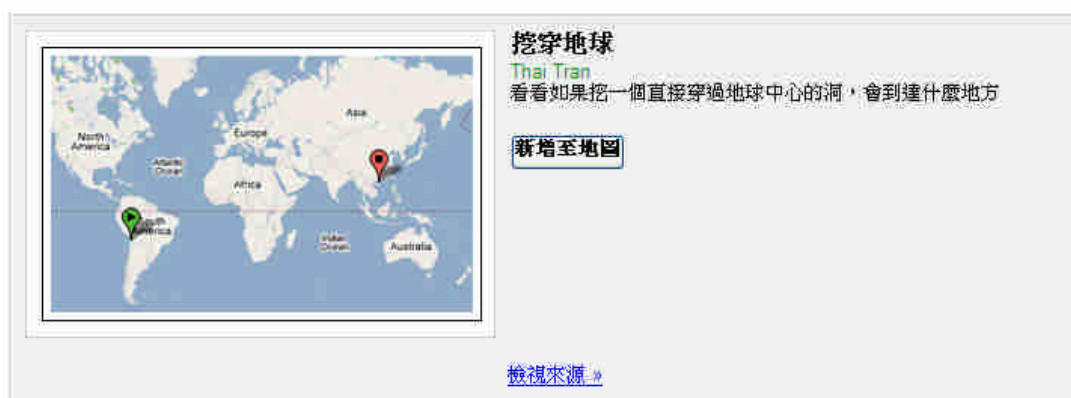 挖穿地球
Thai Tran
看看如果挖一個直接穿過地球中心的洞，會到達什麼地方
新增至地圖
Asia
North America
Europe
Atlantic Ocean
Africa
South America
Indian Ocean
Australia
檢視來源 »